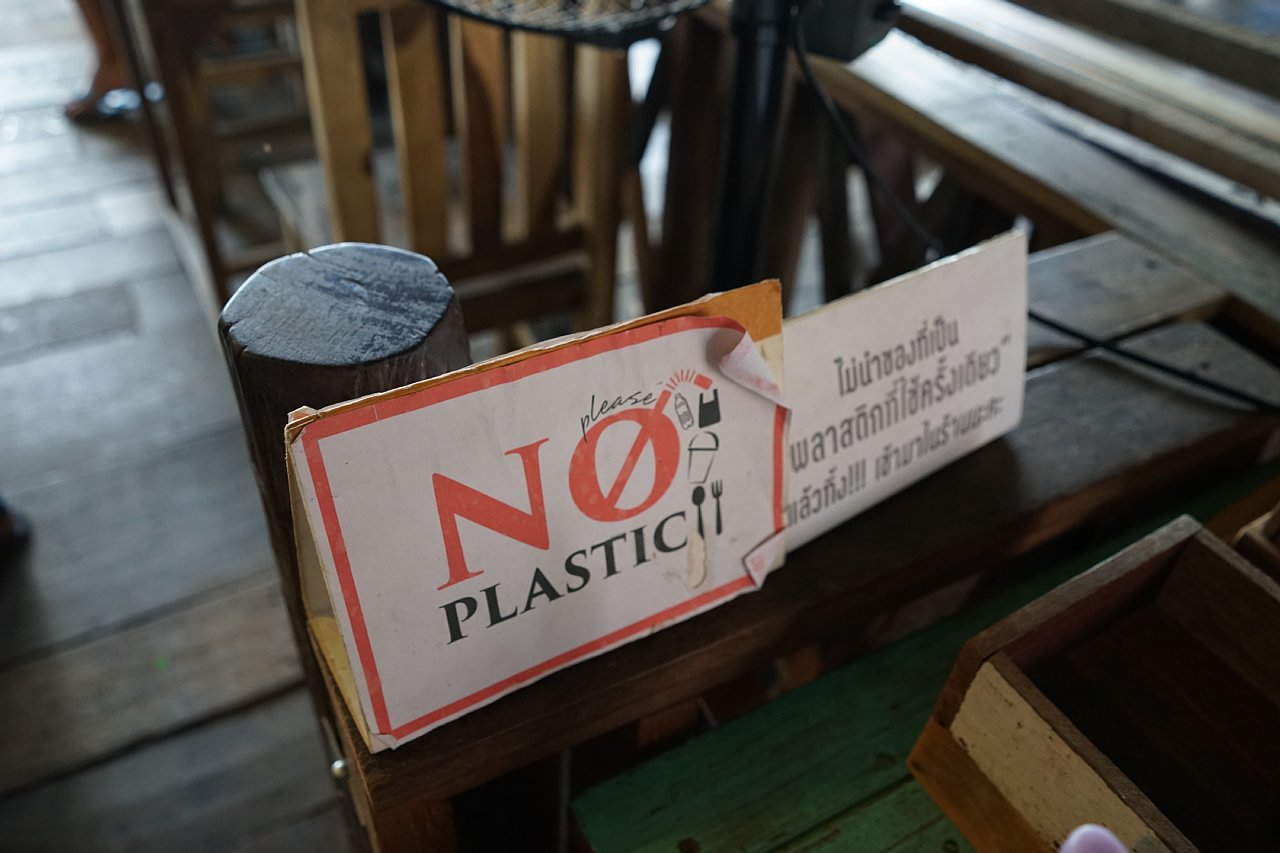 please
NO
PLASTIC
ไม่นำของที่เป็น
พลาสติกที่ใช้ครั้งเดียว"
แล้วทิ้ง!!! เข้ามาในร้านนะคะ